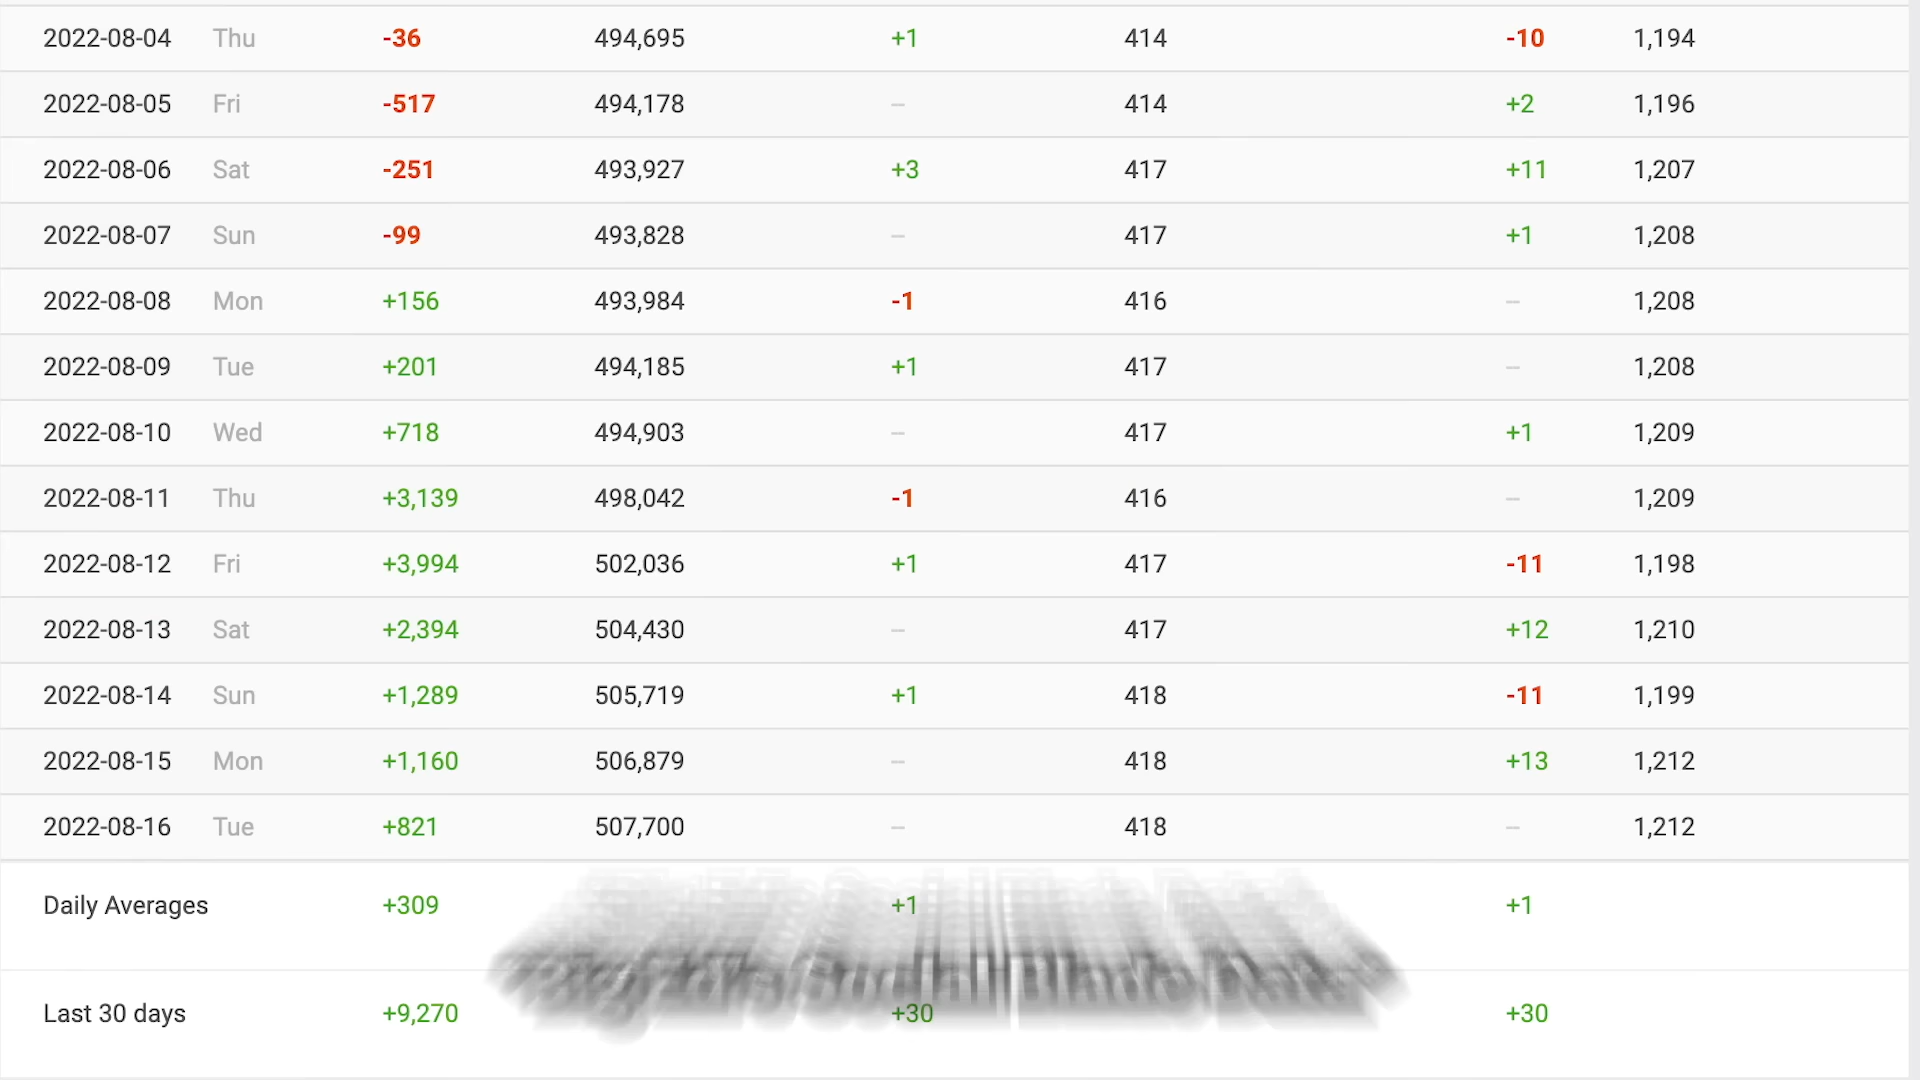 2022-08-04 Thu -36 494,695 +1 414 -10 1,194
2022-08-05 Fri -517 494,178 -- 414 +2 1,196
2022-08-06 Sat -251 493,927 +3 417 +11 1,207
2022-08-07 Sun -99 493,828 -- 417 +1 1,208
2022-08-08 Mon +156 493,984 -1 416 -- 1,208
2022-08-09 Tue +201 494,185 +1 417 -- 1,208
2022-08-10 Wed +718 494,903 -- 417 +1 1,209
2022-08-11 Thu +3,139 498,042 -1 416 -- 1,209
2022-08-12 Fri +3,994 502,036 +1 417 -11 1,198
2022-08-13 Sat +2,394 504,430 -- 417 +12 1,210
2022-08-14 Sun +1,289 505,719 +1 418 -11 1,199
2022-08-15 Mon +1,160 506,879 -- 418 +13 1,212
2022-08-16 Tue +821 507,700 -- 418 -- 1,212
Daily Averages +309 +1 +1
Last 30 days +9,270 +30 +30